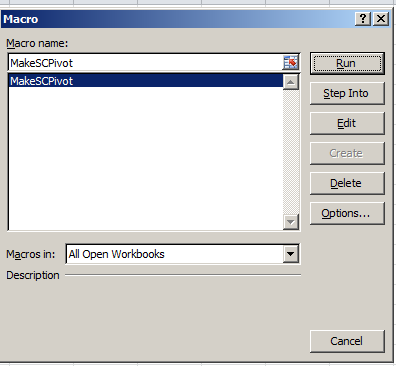 Macro
Macro name:
MakeSCPivot
Run
MakeSCPivot
Step Into
Edit
Create
Delete
Options...
Macros in:
All Open Workbooks
Description
Cancel